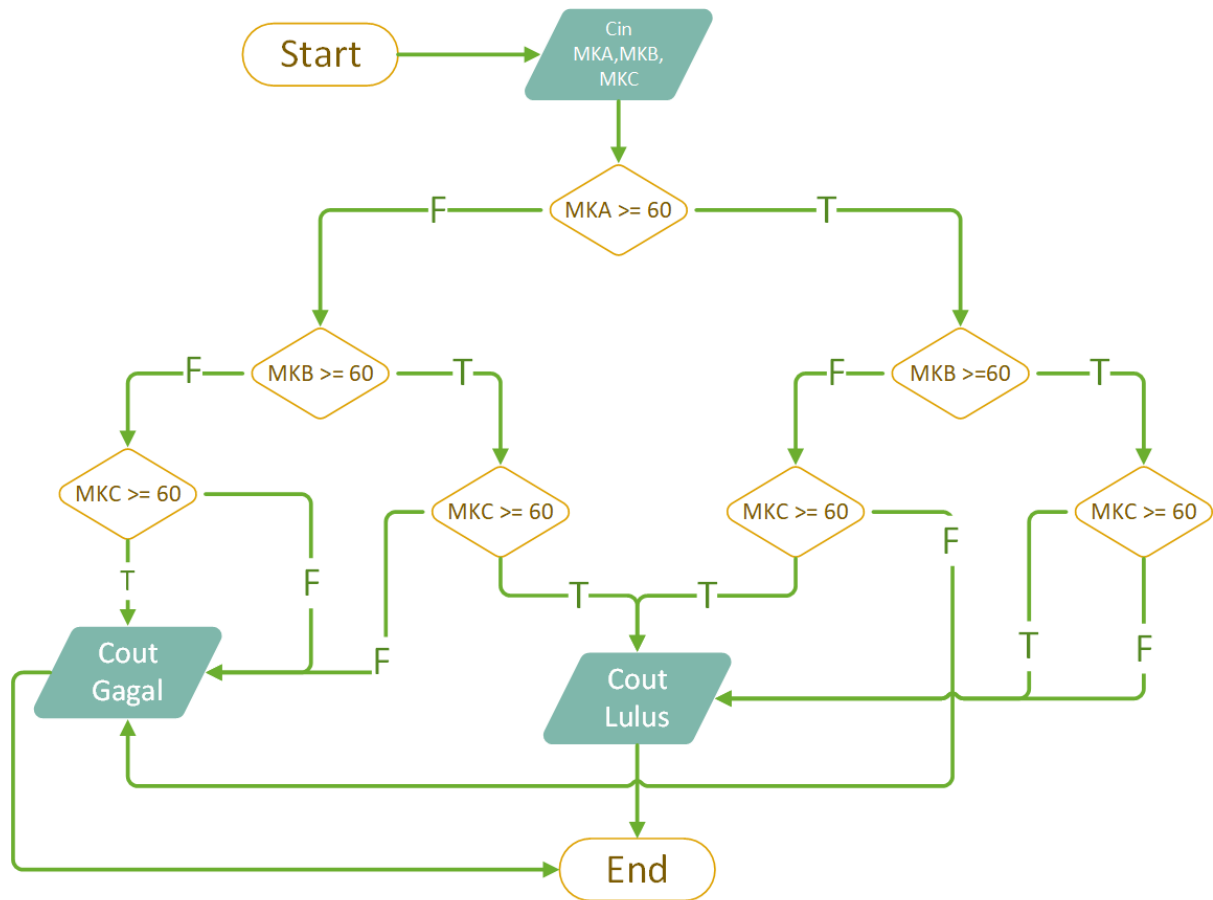 Start
Cin
MKA,MKB,
MKC
F
MKA >= 60
T
F
MKB >= 60
T
F
MKB >=60
T
MKC >= 60
MKC >= 60
MKC >= 60
MKC >= 60
F
T
F
T
T
T
F
F
Cout
Gagal
Cout
Lulus
End